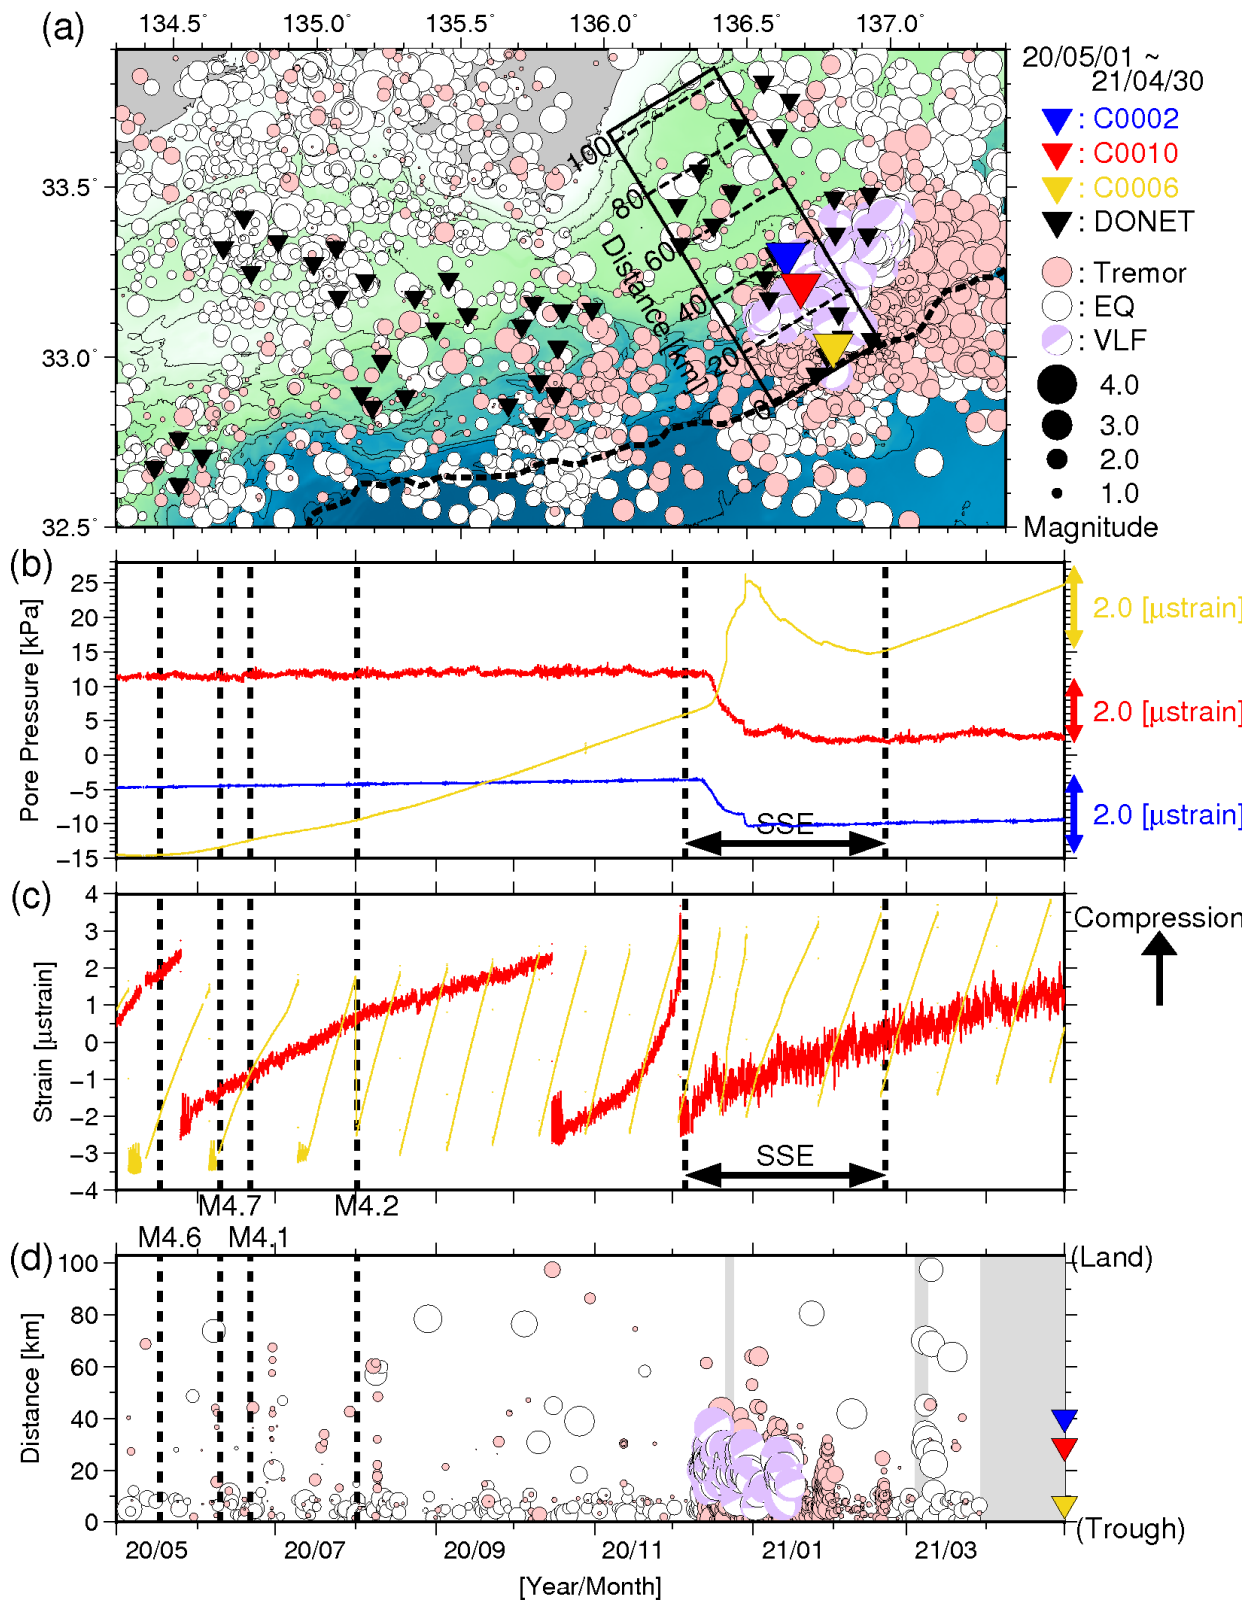 (a)
134.5° 135.0° 135.5° 136.0° 136.5° 137.0°
33.5°
33.0°
32.5°
100
80
60
40
20
0
Distance [km]
20/05/01 ~
21/04/30
: C0002
: C0010
: C0006
: DONET
: Tremor
: EQ
: VLF
4.0
3.0
2.0
1.0
Magnitude
(b)
Pore Pressure [kPa]
25
20
15
10
5
0
−5
−10
−15
SSE
2.0 [μstrain]
2.0 [μstrain]
2.0 [μstrain]
(c)
Strain [μstrain]
4
3
2
1
0
−1
−2
−3
−4
SSE
Compression
M4.7 M4.2
M4.6 M4.1
(d)
Distance [km]
100
80
60
40
20
0
(Land)
(Trough)
20/05 20/07 20/09 20/11 21/01 21/03
[Year/Month]